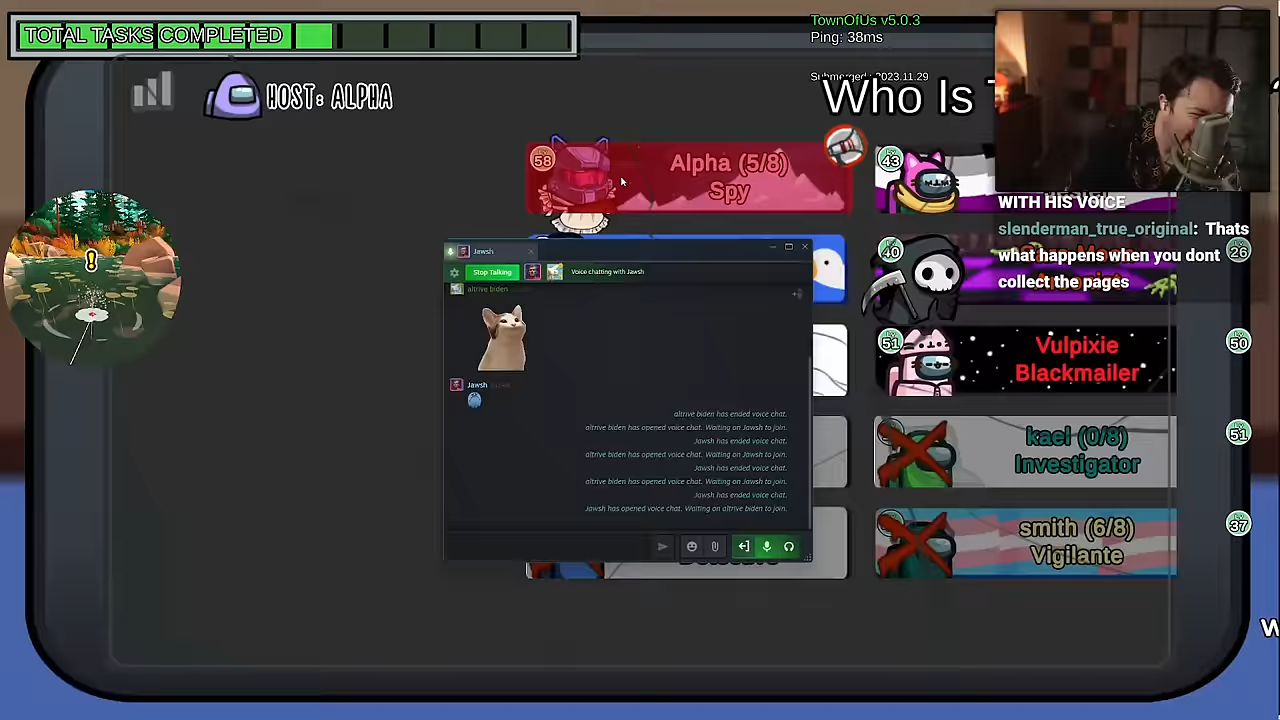 TOTAL TASKS COMPLETED
TownOfUs v5.0.3
Ping: 38ms
Submerged: 2023.11.29
HOST: ALPHA
Who Is
58
Alpha (5/8)
Spy
43
WITH HIS VOICE
slenderman_true_original: Thats
what happens when you dont
collect the pages
40
26
Jawsh
Stop Talking
Voice chatting with Jawsh
altrive biden
Jawsh
altrive biden has ended voice chat.
altrive biden has opened voice chat. Waiting on Jawsh to join.
Jawsh has ended voice chat.
altrive biden has opened voice chat. Waiting on Jawsh to join.
Jawsh has ended voice chat.
altrive biden has opened voice chat. Waiting on Jawsh to join.
Jawsh has ended voice chat.
Jawsh has opened voice chat. Waiting on altrive biden to join.
51
Vulpixie
Blackmailer
50
kael (0/8)
Investigator
51
smith (6/8)
Vigilante
37